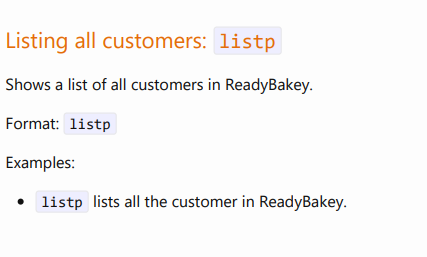 Listing all customers: listp
Shows a list of all customers in ReadyBakey.
Format: listp
Examples:
• listp lists all the customer in ReadyBakey.